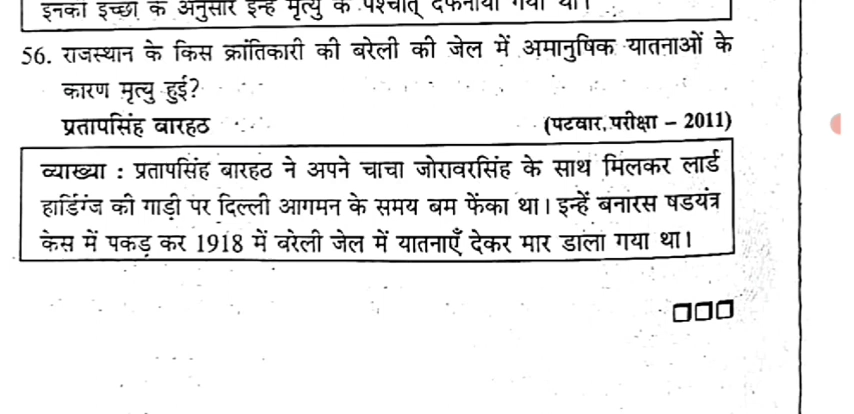 इनकी इच्छा के अनुसार इन्हें मृत्यु के पश्चात् दफनाया गया था।
56. राजस्थान के किस क्रांतिकारी की बरेली की जेल में अमानुषिक यातनाओं के
कारण मृत्यु हुई?
प्रतापसिंह बारहठ (पटवार, परीक्षा – 2011)
व्याख्या : प्रतापसिंह बारहठ ने अपने चाचा जोरावरसिंह के साथ मिलकर लार्ड
हार्डिंग्ज की गाड़ी पर दिल्ली आगमन के समय बम फेंका था। इन्हें बनारस षडयंत्र
केस में पकड़ कर 1918 में बरेली जेल में यातनाएँ देकर मार डाला गया था।